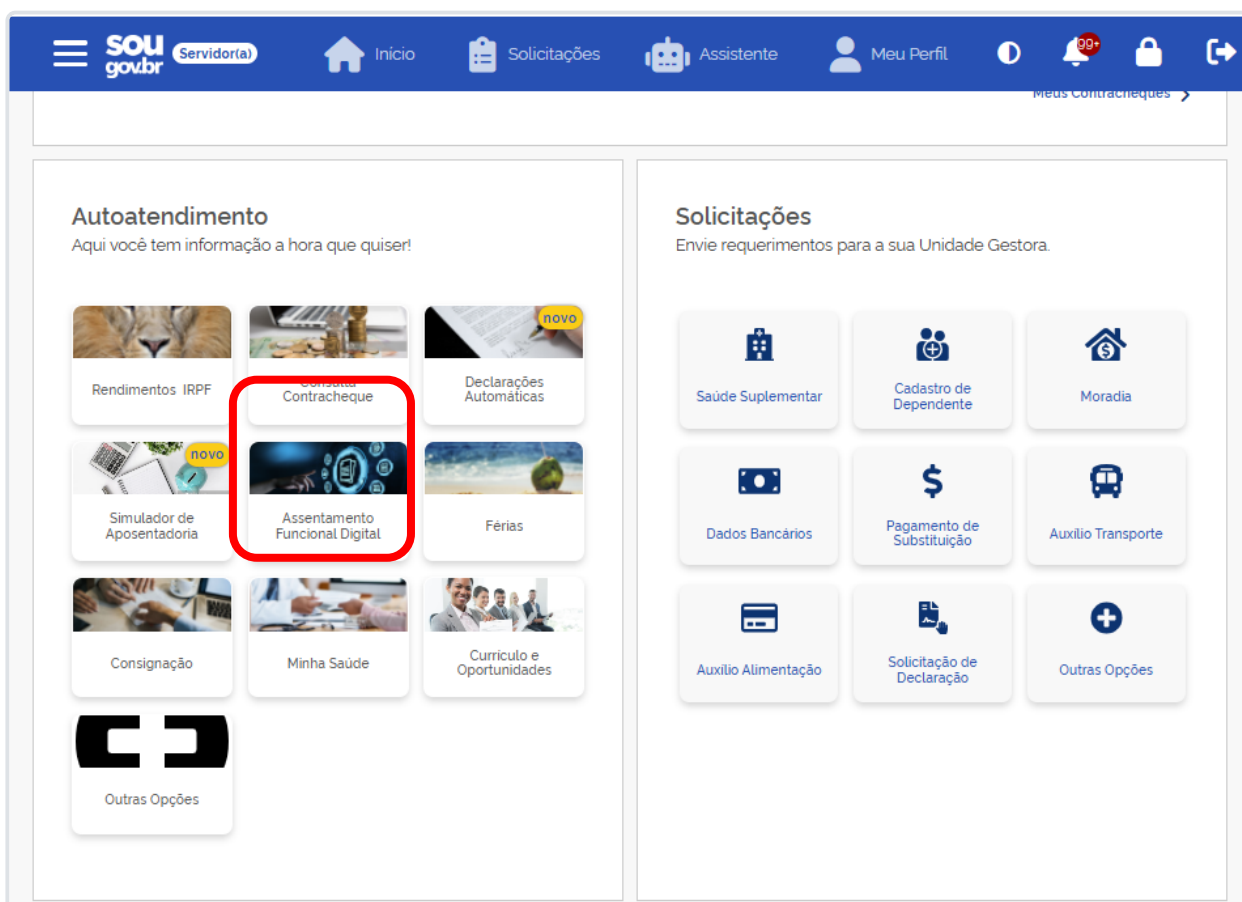 sou
gov.br
Servidor(a)
Início
Solicitações
Assistente
Meu Perfil
99+
Meus Contracheques
Autoatendimento
Aqui você tem informação a hora que quiser!
Rendimentos IRPF
Consulta
Contracheque
novo
Declarações
Automáticas
novo
Simulador de
Aposentadoria
Assentamento
Funcional Digital
Férias
Consignação
Minha Saúde
Currículo e
Oportunidades
Outras Opções
Solicitações
Envie requerimentos para a sua Unidade Gestora.
Saúde Suplementar
Cadastro de
Dependente
Moradia
Dados Bancários
Pagamento de
Substituição
Auxílio Transporte
Auxílio Alimentação
Solicitação de
Declaração
Outras Opções